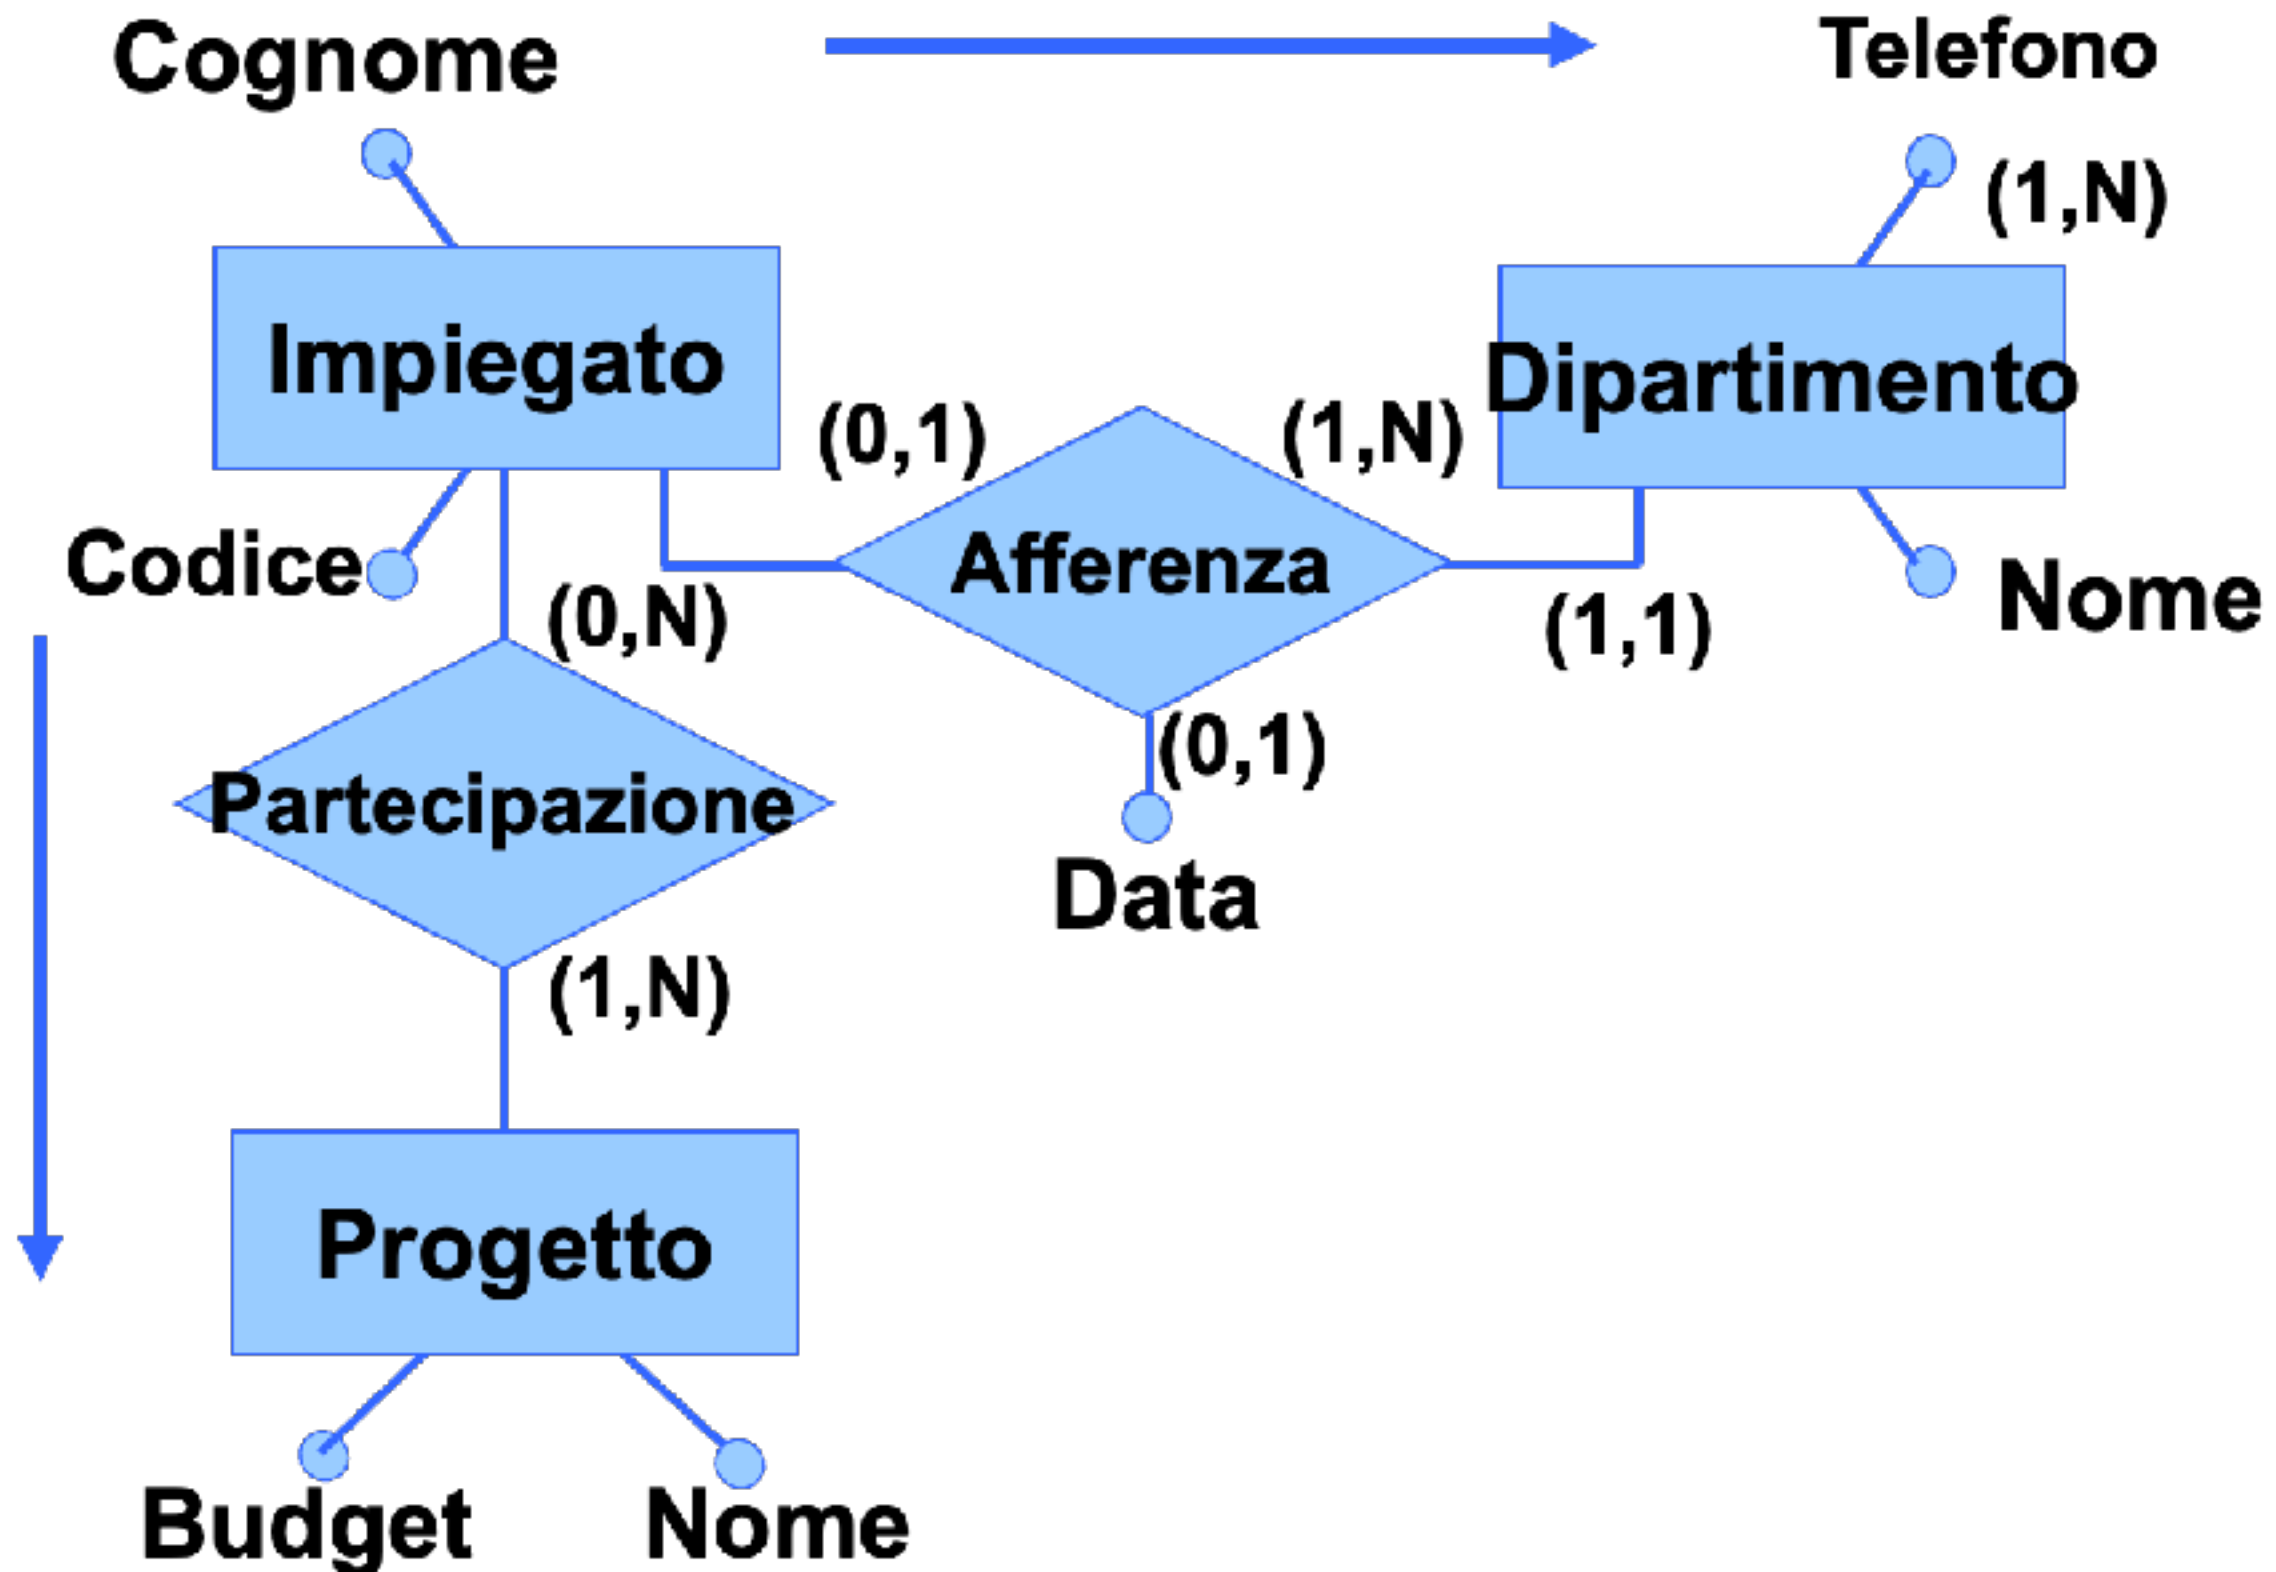 Cognome
Telefono
(1,N)
Impiegato
Dipartimento
(0,1)
(1,N)
Codice
Afferenza
Nome
(0,N)
(1,1)
(0,1)
Partecipazione
Data
(1,N)
Progetto
Budget
Nome